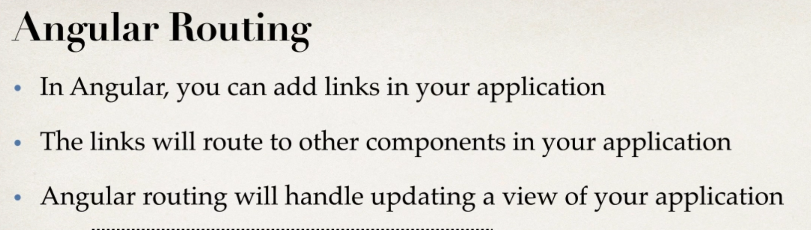 Angular Routing
• In Angular, you can add links in your application
• The links will route to other components in your application
• Angular routing will handle updating a view of your application